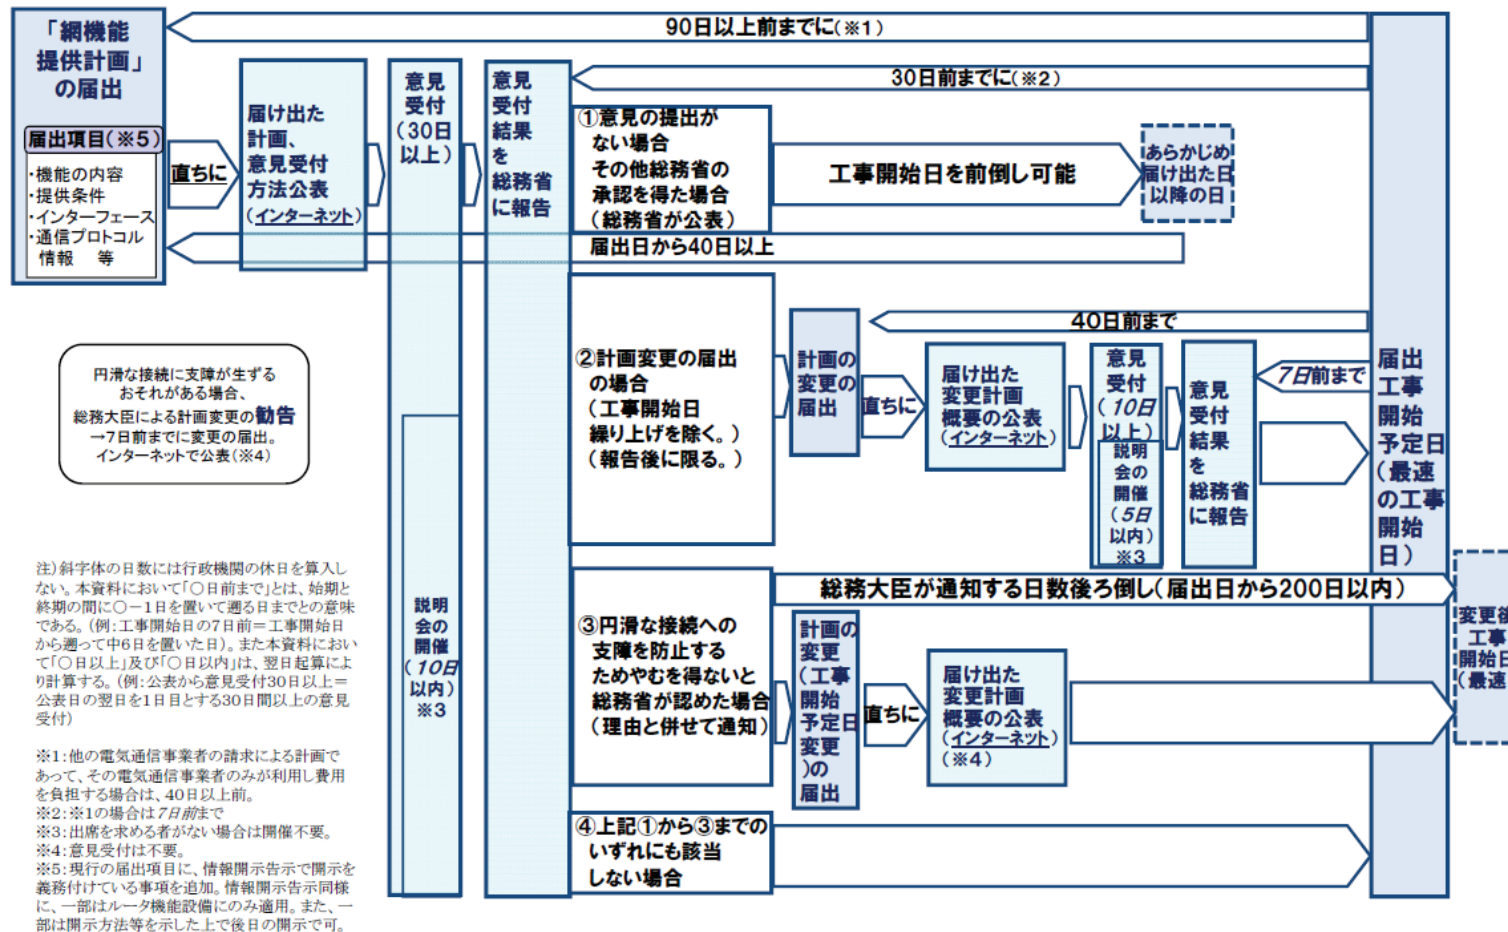 「網機能
提供計画」
の届出
届出項目(※5)
・機能の内容
・提供条件
・インターフェース
・通信プロトコル
情報　等
直ちに
届け出た
計画、
意見受付
方法公表
(インターネット)
意見
受付
(30日
以上)
説明
会の
開催
(10日
以内)
※3
意見
受付
結果
を
総務省
に報告
90日以上前までに(※1)
30日前までに(※2)
①意見の提出が
ない場合
その他総務省の
承認を得た場合
(総務省が公表)
工事開始日を前倒し可能
あらかじめ
届け出た日
以降の日
届出日から40日以上
②計画変更の届出
の場合
(工事開始日
繰り上げを除く。)
(報告後に限る。)
計画の
変更の
届出
直ちに
40日前まで
届け出た
変更計画
概要の公表
(インターネット)
意見
受付
(10日
以上)
説明
会の
開催
(5日
以内)
※3
意見
受付
結果
を
総務省
に報告
7日前まで
届出
工事
開始
予定日
(最速
の工事
開始
日)
③円滑な接続への
支障を防止する
ためやむを得ないと
総務省が認めた場合
(理由と併せて通知)
総務大臣が通知する日数後ろ倒し(届出日から200日以内)
計画の
変更
(工事
開始
予定日
変更
)の
届出
直ちに
届け出た
変更計画
概要の公表
(インターネット)
(※4)
変更後
工事
開始日
(最速
④上記①から③までの
いずれにも該当
しない場合
円滑な接続に支障が生ずる
おそれがある場合、
総務大臣による計画変更の勧告
→7日前までに変更の届出。
インターネットで公表(※4)
注)斜字体の日数には行政機関の休日を算入し
ない。本資料において「〇日前まで」とは、始期と
終期の間に〇－1日を置いて遡る日までとの意味
である。(例:工事開始日の7日前＝工事開始日
から遡って中6日を置いた日)。また本資料におい
て「〇日以上」及び「〇日以内」は、翌日起算によ
り計算する。(例:公表から意見受付30日以上＝
公表日の翌日を1日目とする30日間以上の意見
受付)
※1:他の電気通信事業者の請求による計画で
あって、その電気通信事業者のみが利用し費用
を負担する場合は、40日以上前。
※2:※1の場合は7日前まで
※3:出席を求める者がない場合は開催不要。
※4:意見受付は不要。
※5:現行の届出項目に、情報開示告示で開示を
義務付けている事項を追加。情報開示告示同様
に、一部はルータ機能設備にのみ適用。また、一
部は開示方法等を示した上で後日の開示で可。